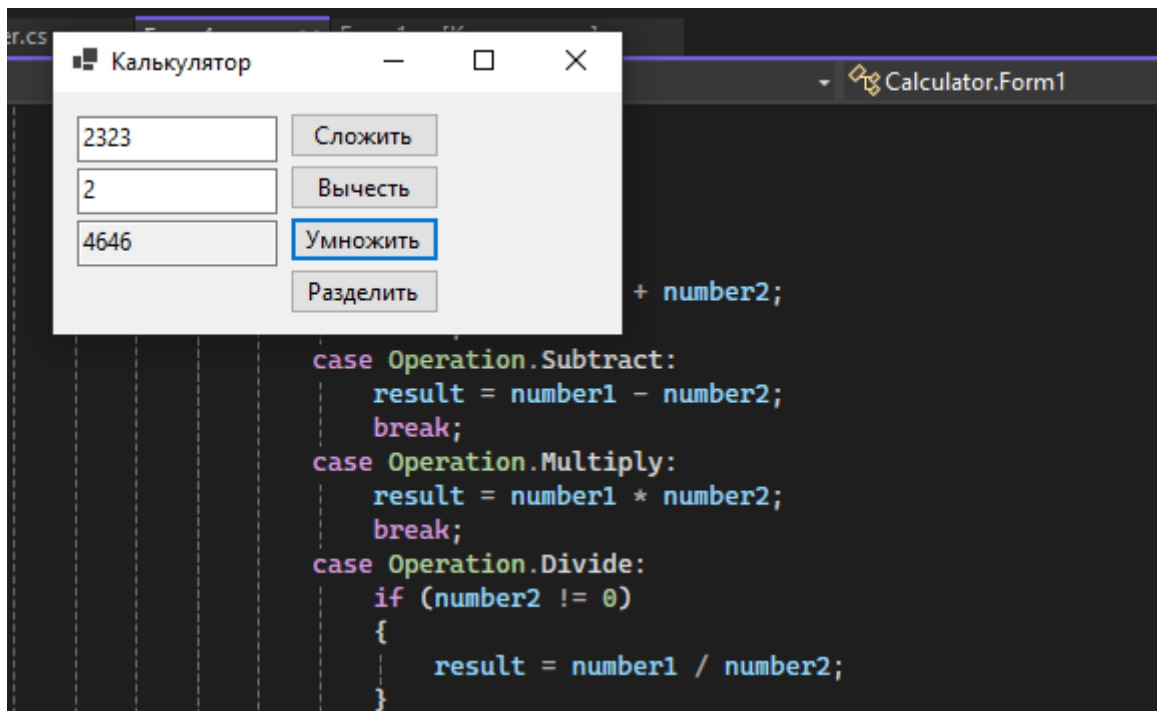 er.cs
Калькулятор
Calculator.Form1
2323
Сложить
2
Вычесть
4646
Умножить
Разделить
+ number2;
case Operation.Subtract:
result = number1 - number2;
break;
case Operation.Multiply:
result = number1 * number2;
break;
case Operation.Divide:
if (number2 != 0)
{
result = number1 / number2;
}